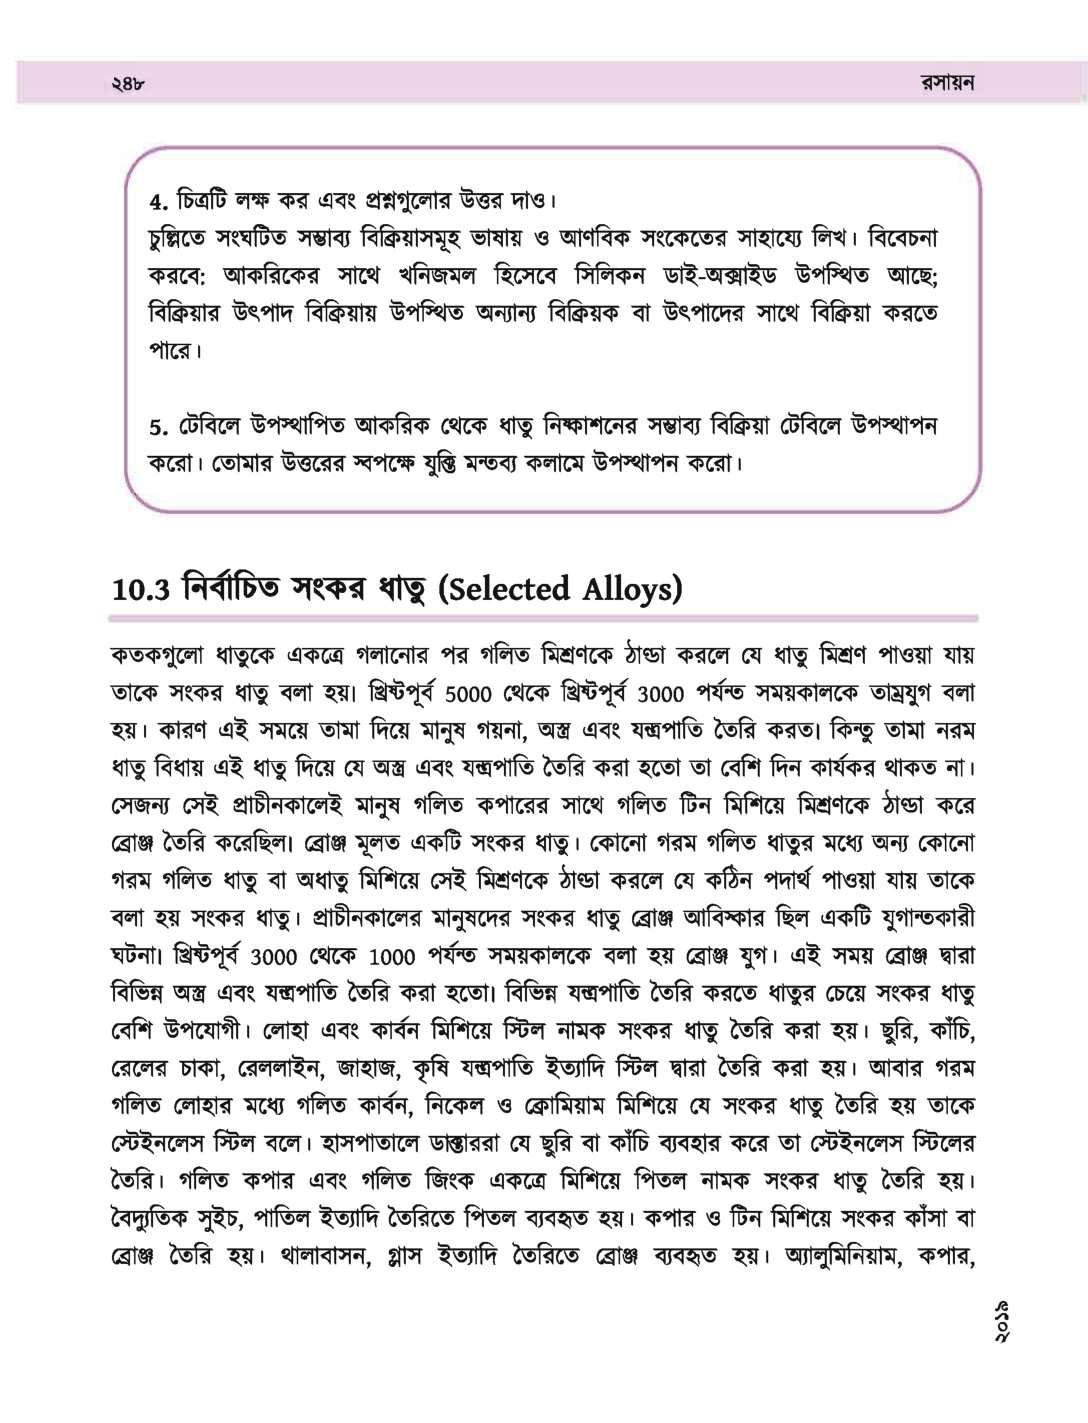 ২৪৮ রসায়ন
4. চিত্রটি লক্ষ কর এবং প্রশ্নগুলোর উত্তর দাও।
চুল্লিতে সংঘটিত সম্ভাব্য বিক্রিয়াসমূহ ভাষায় ও আণবিক সংকেতের সাহায্যে লিখ। বিবেচনা
করবে: আকরিকের সাথে খনিজমল হিসেবে সিলিকন ডাই-অক্সাইড উপস্থিত আছে;
বিক্রিয়ার উৎপাদ বিক্রিয়ায় উপস্থিত অন্যান্য বিক্রিয়ক বা উৎপাদের সাথে বিক্রিয়া করতে
পারে।
5. টেবিলে উপস্থাপিত আকরিক থেকে ধাতু নিষ্কাশনের সম্ভাব্য বিক্রিয়া টেবিলে উপস্থাপন
করো। তোমার উত্তরের স্বপক্ষে যুক্তি মন্তব্য কলামে উপস্থাপন করো।
10.3 নির্বাচিত সংকর ধাতু (Selected Alloys)
কতকগুলো ধাতুকে একত্রে গলানোর পর গলিত মিশ্রণকে ঠাণ্ডা করলে যে ধাতু মিশ্রণ পাওয়া যায়
তাকে সংকর ধাতু বলা হয়। খ্রিষ্টপূর্ব 5000 থেকে খ্রিষ্টপূর্ব 3000 পর্যন্ত সময়কালকে তাম্রযুগ বলা
হয়। কারণ এই সময়ে তামা দিয়ে মানুষ গয়না, অস্ত্র এবং যন্ত্রপাতি তৈরি করত। কিন্তু তামা নরম
ধাতু বিধায় এই ধাতু দিয়ে যে অস্ত্র এবং যন্ত্রপাতি তৈরি করা হতো তা বেশি দিন কার্যকর থাকত না।
সেজন্য সেই প্রাচীনকালেই মানুষ গলিত কপারের সাথে গলিত টিন মিশিয়ে মিশ্রণকে ঠাণ্ডা করে
ব্রোঞ্জ তৈরি করেছিল। ব্রোঞ্জ মূলত একটি সংকর ধাতু। কোনো গরম গলিত ধাতুর মধ্যে অন্য কোনো
গরম গলিত ধাতু বা অধাতু মিশিয়ে সেই মিশ্রণকে ঠাণ্ডা করলে যে কঠিন পদার্থ পাওয়া যায় তাকে
বলা হয় সংকর ধাতু। প্রাচীনকালের মানুষদের সংকর ধাতু ব্রোঞ্জ আবিস্কার ছিল একটি যুগান্তকারী
ঘটনা। খ্রিষ্টপূর্ব 3000 থেকে 1000 পর্যন্ত সময়কালকে বলা হয় ব্রোঞ্জ যুগ। এই সময় ব্রোঞ্জ দ্বারা
বিভিন্ন অস্ত্র এবং যন্ত্রপাতি তৈরি করা হতো। বিভিন্ন যন্ত্রপাতি তৈরি করতে ধাতুর চেয়ে সংকর ধাতু
বেশি উপযোগী। লোহা এবং কার্বন মিশিয়ে স্টিল নামক সংকর ধাতু তৈরি করা হয়। ছুরি, কাঁচি,
রেলের চাকা, রেললাইন, জাহাজ, কৃষি যন্ত্রপাতি ইত্যাদি স্টিল দ্বারা তৈরি করা হয়। আবার গরম
গলিত লোহার মধ্যে গলিত কার্বন, নিকেল ও ক্রোমিয়াম মিশিয়ে যে সংকর ধাতু তৈরি হয় তাকে
স্টেইনলেস স্টিল বলে। হাসপাতালে ডাক্তাররা যে ছুরি বা কাঁচি ব্যবহার করে তা স্টেইনলেস স্টিলের
তৈরি। গলিত কপার এবং গলিত জিংক একত্রে মিশিয়ে পিতল নামক সংকর ধাতু তৈরি হয়।
বৈদ্যুতিক সুইচ, পাতিল ইত্যাদি তৈরিতে পিতল ব্যবহৃত হয়। কপার ও টিন মিশিয়ে সংকর কাঁসা বা
ব্রোঞ্জ তৈরি হয়। থালাবাসন, গ্লাস ইত্যাদি তৈরিতে ব্রোঞ্জ ব্যবহৃত হয়। অ্যালুমিনিয়াম, কপার,
২০১৯